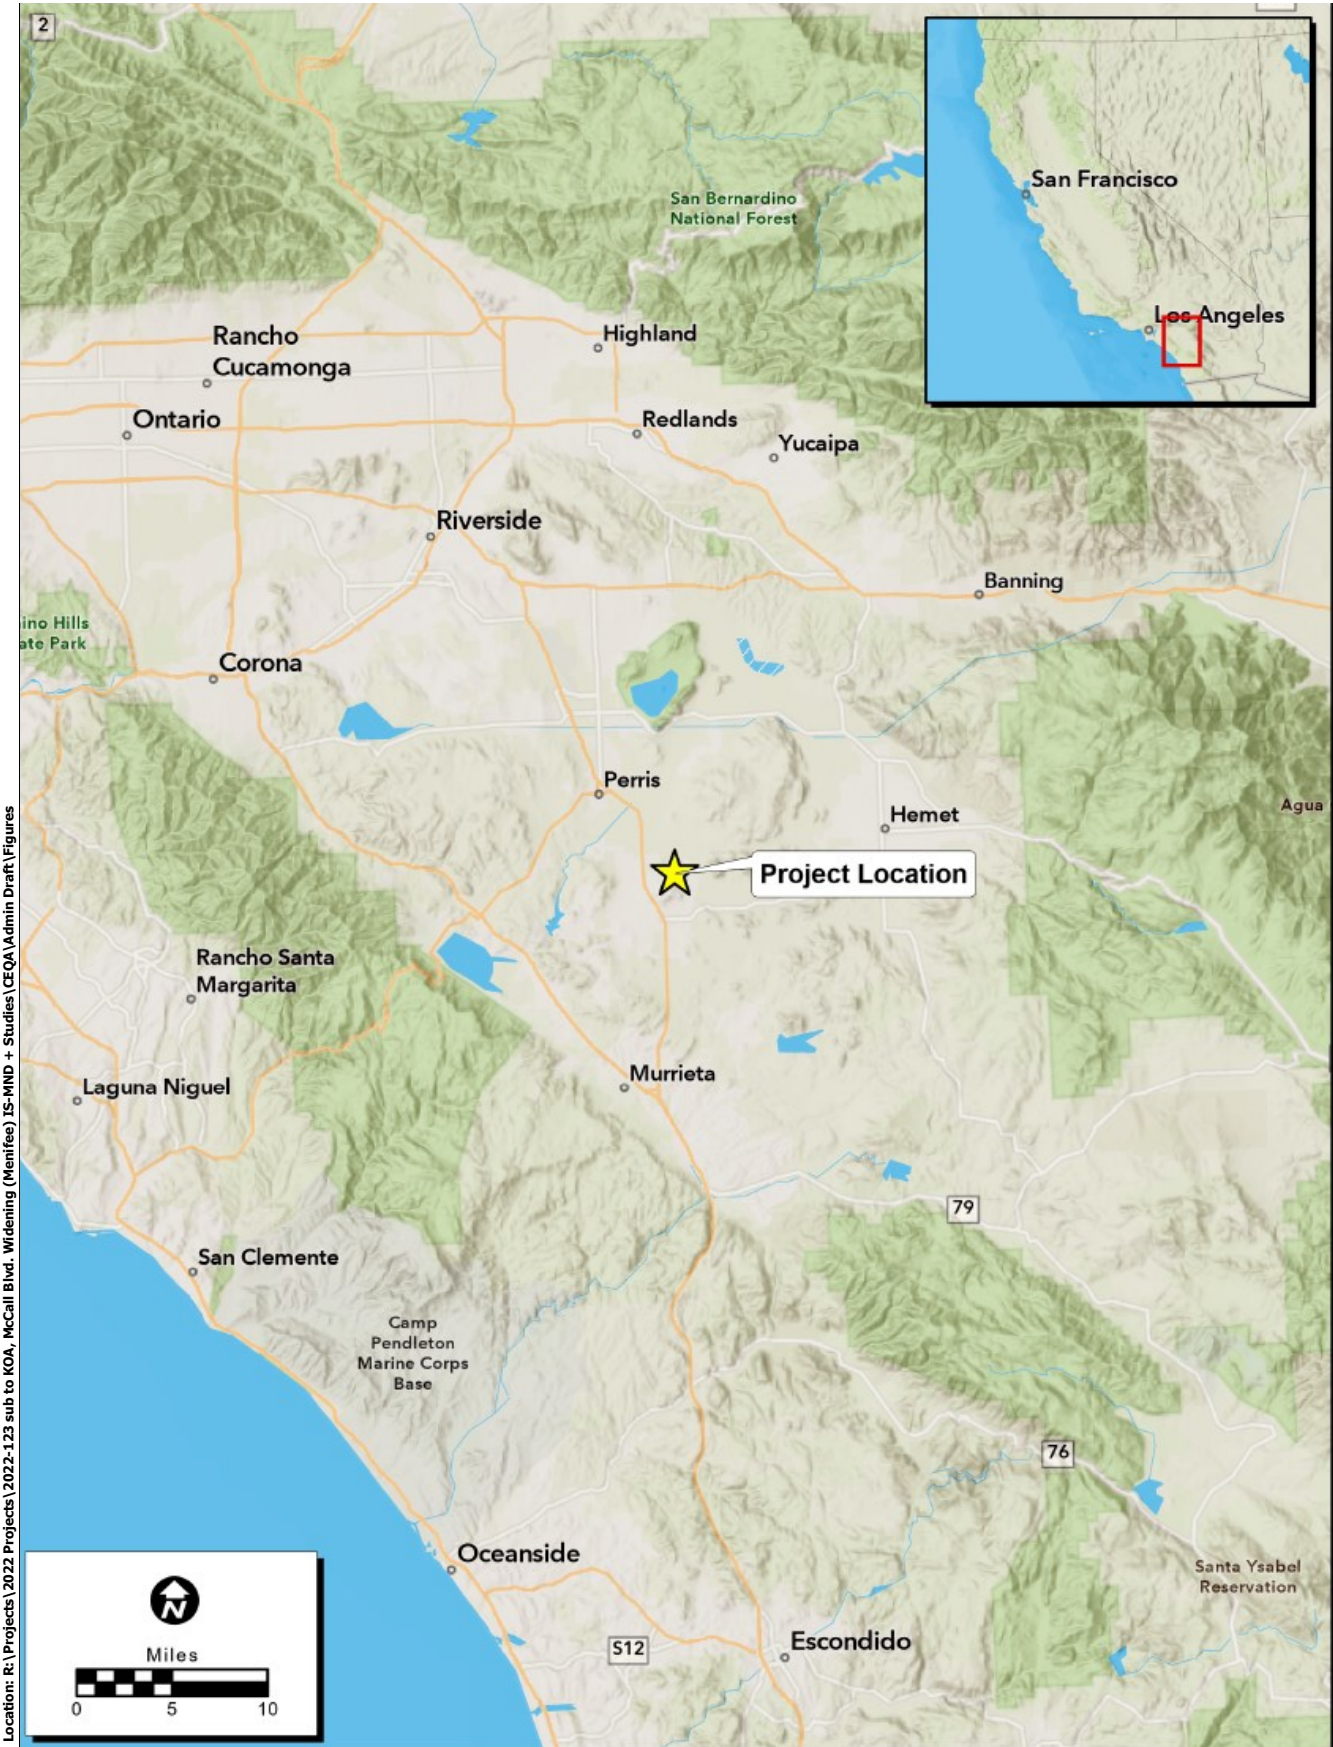 2
San Francisco
Los Angeles
San Bernardino
National Forest
Rancho
Cucamonga
Highland
Ontario
Redlands
Yucaipa
Riverside
Banning
ino Hills
ate Park
Corona
Perris
Hemet
Agua
Project Location
Rancho Santa
Margarita
Laguna Niguel
Murrieta
79
San Clemente
Camp
Pendleton
Marine Corps
Base
76
Oceanside
Santa Ysabel
Reservation
Escondido
S12
N
Miles
0 5 10
Location: R:\Projects\2022 Projects\2022-123 sub to KOA, McCall Blvd. Widening (Menifee) IS-MND + Studies\CEQA\Admin Draft\Figures